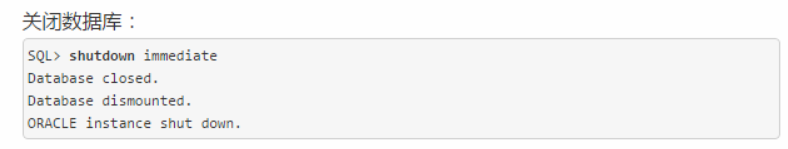 关闭数据库：
SQL> shutdown immediate
Database closed.
Database dismounted.
ORACLE instance shut down.